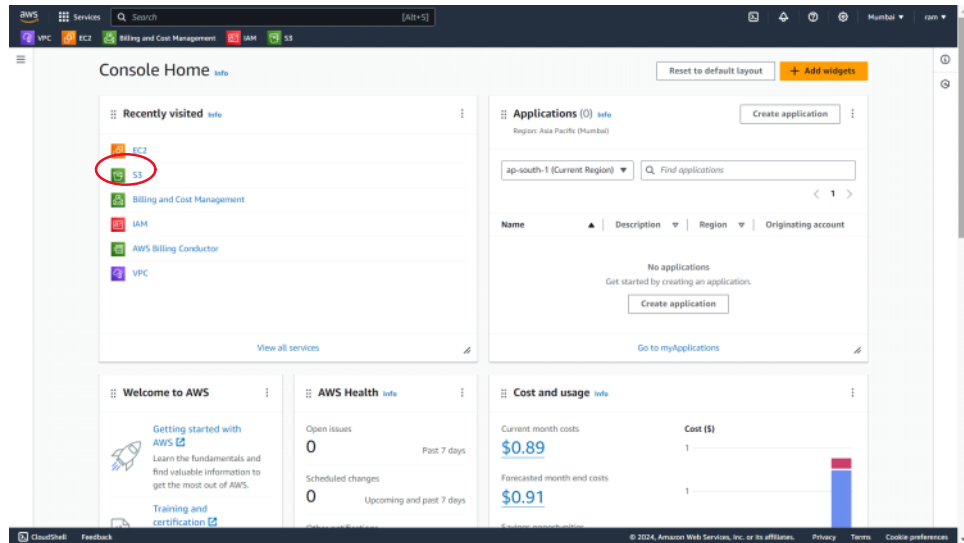 aws Services Search [Alt+S] Mumbai ram
VPC EC2 Billing and Cost Management IAM S3
Console Home Info
Reset to default layout + Add widgets
Recently visited Info
EC2
S3
Billing and Cost Management
IAM
AWS Billing Conductor
VPC
View all services
Applications (0) Info
Create application
Region: Asia Pacific (Mumbai)
ap-south-1 (Current Region) Find applications
1
Name Description Region Originating account
No applications
Get started by creating an application.
Create application
Go to myApplications
Welcome to AWS
Getting started with
AWS
Learn the fundamentals and
find valuable information to
get the most out of AWS.
Training and
certification
AWS Health Info
Open issues
0 Past 7 days
Scheduled changes
0 Upcoming and past 7 days
Other notifications
Cost and usage Info
Current month costs
$0.89
Forecasted month end costs
$0.91
Savings opportunities
Cost ($)
1
1
CloudShell Feedback © 2024, Amazon Web Services, Inc. or its affiliates. Privacy Terms Cookie preferences